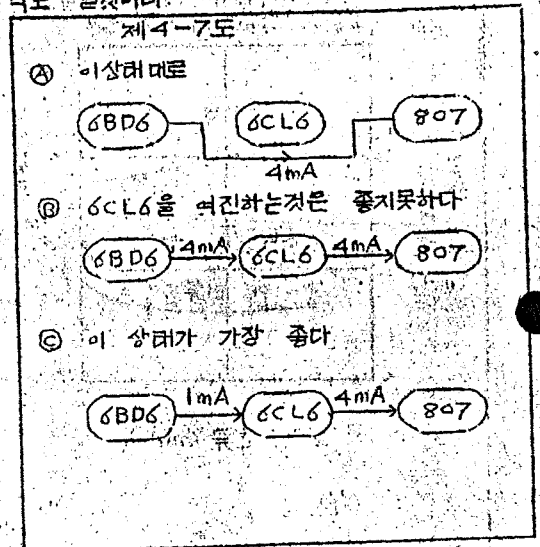 제4-7도
Ⓐ 이상태대로
6BD6 6CL6 807
4mA
Ⓑ 6CL6을 여진하는것은 좋지못하다
6BD6 4mA 6CL6 4mA 807
Ⓒ 이 상태가 가장 좋다
6BD6 1mA 6CL6 4mA 807